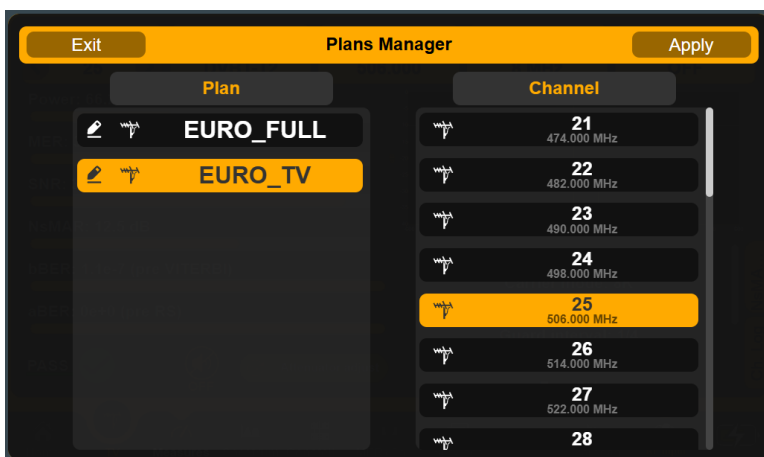 Exit
Plans Manager
Apply
Plan
Channel
EURO_FULL
EURO_TV
21
474.000 MHz
22
482.000 MHz
23
490.000 MHz
24
498.000 MHz
25
506.000 MHz
26
514.000 MHz
27
522.000 MHz
28